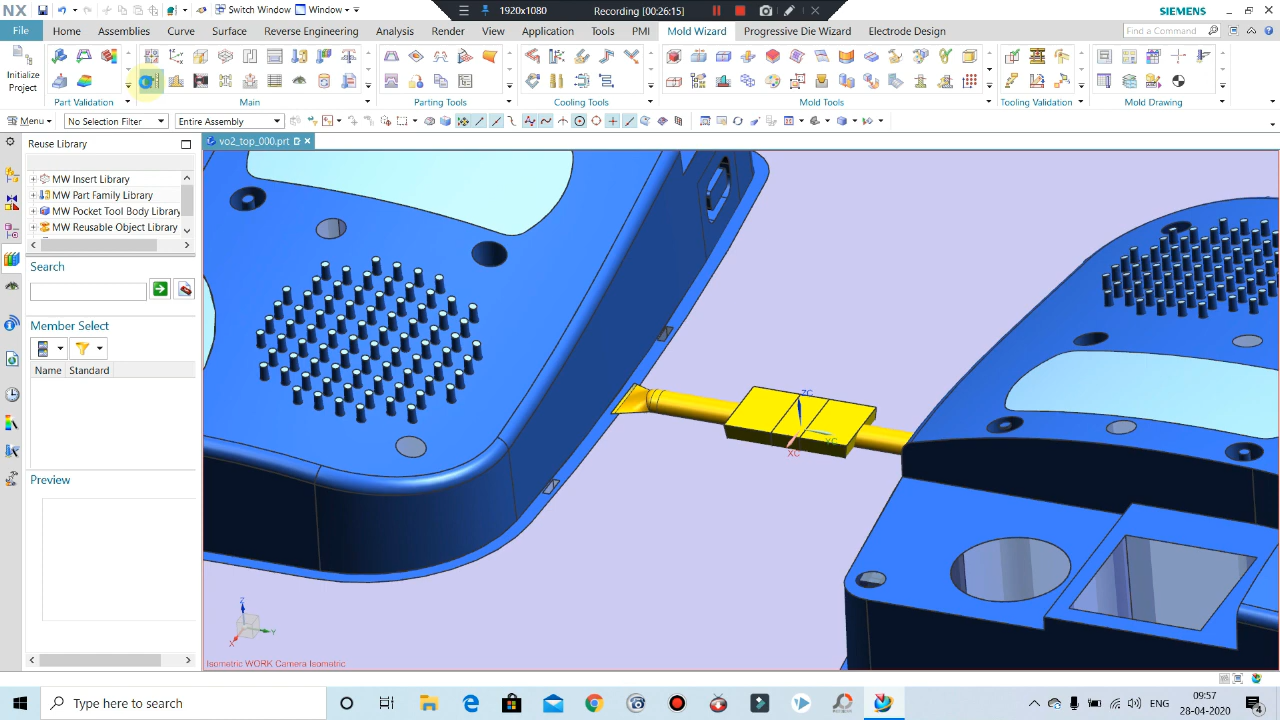 NX
Switch Window
Window
1920x1080
Recording [00:26:15]
SIEMENS
File
Home
Curve
Surface
Analysis
Render
View
Application
Tools
PMI
Mold Wizard
Progressive Die Wizard
Electrode Design
Find a Command
Initialize
Project
Part Validation
Main
Parting Tools
Cooling Tools
Mold Tools
Tooling Validation
Mold Drawing
Menu
No Selection Filter
Entire Assembly
Reuse Library
vo2_top_000.prt
MW Insert Library
MW Part Family Library
MW Pocket Tool Body Library
MW Reusable Object Library
Search
Member Select
Name
Standard
Preview
ZC
YC
XC
Z
X
Y
Isometric WORK Camera Isometric
Type here to search
ENG
09:57
28-04-2020
4